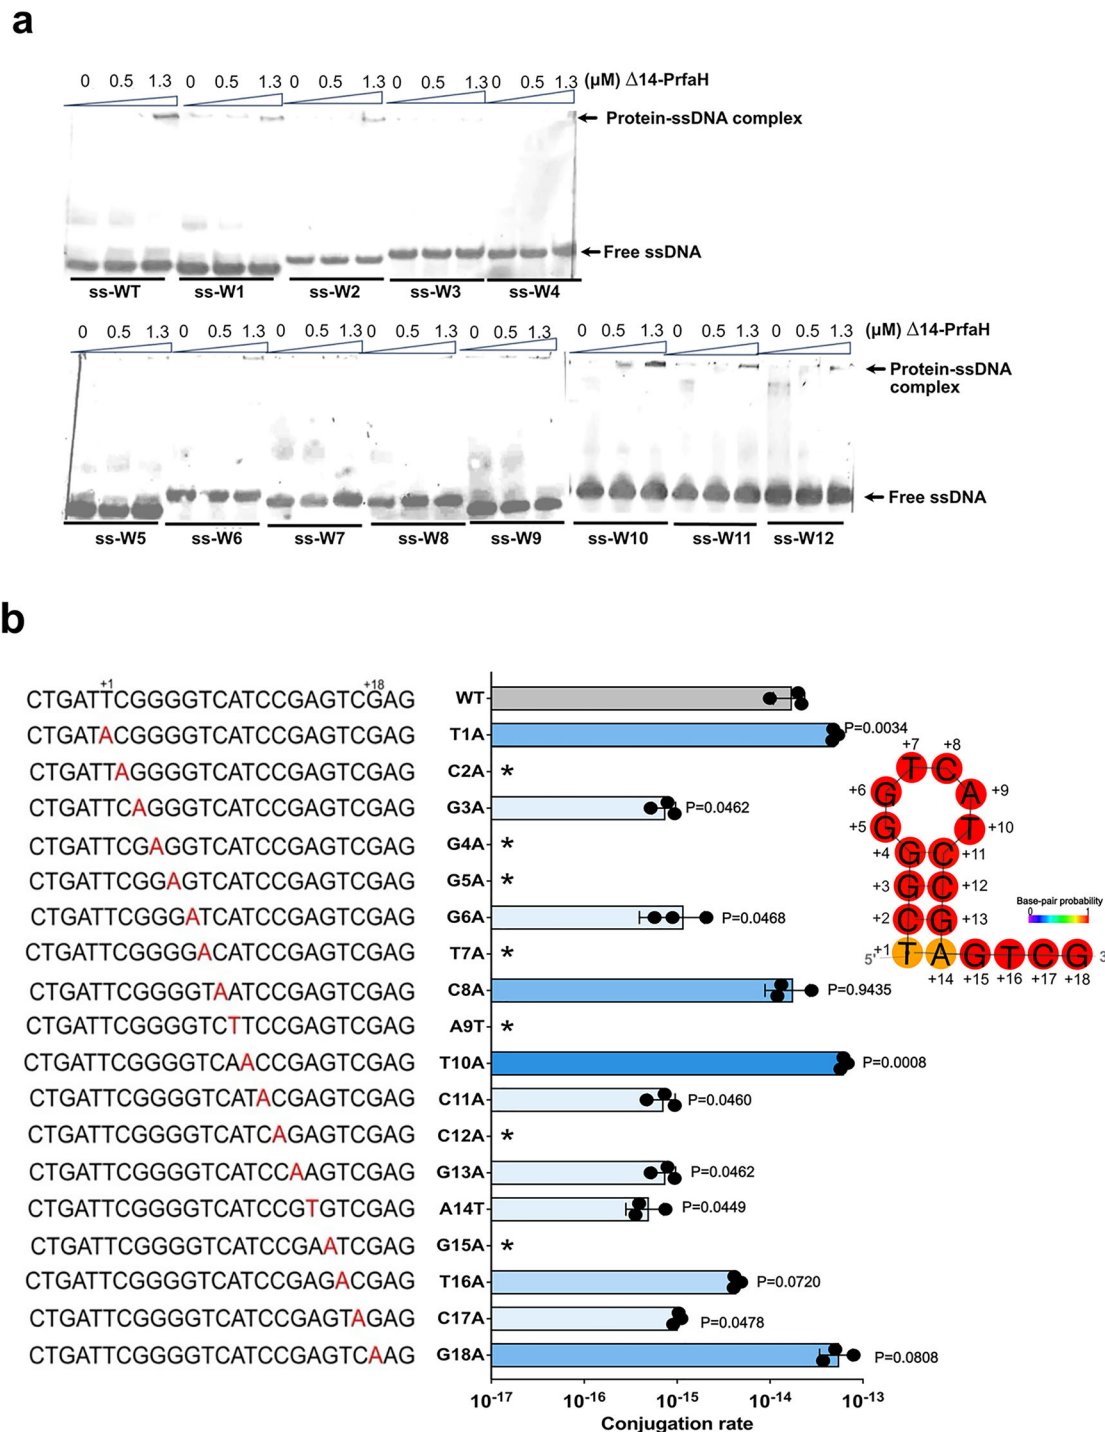 a
0 0.5 1.3 0 0.5 1.3 0 0.5 1.3 0 0.5 1.3 0 0.5 1.3 (µM) Δ14-PrfaH
Protein-ssDNA complex
Free ssDNA
ss-WT ss-W1 ss-W2 ss-W3 ss-W4
0 0.5 1.3 0 0.5 1.3 0 0.5 1.3 0 0.5 1.3 0 0.5 1.3 0 0.5 1.3 0 0.5 1.3 0 0.5 1.3 (µM) Δ14-PrfaH
Protein-ssDNA
complex
Free ssDNA
ss-W5 ss-W6 ss-W7 ss-W8 ss-W9 ss-W10 ss-W11 ss-W12
b
+1 +18
CTGATTCGGGGTCATCCGAGTCGAG WT
CTGATACGGGGTCATCCGAGTCGAG T1A P=0.0034
CTGATTAGGGGTCATCCGAGTCGAG C2A *
CTGATTCAGGGTCATCCGAGTCGAG G3A P=0.0462
CTGATTCGAGGTCATCCGAGTCGAG G4A *
CTGATTCGGAGTCATCCGAGTCGAG G5A *
CTGATTCGGGATCATCCGAGTCGAG G6A P=0.0468
CTGATTCGGGGACATCCGAGTCGAG T7A *
CTGATTCGGGGTAATCCGAGTCGAG C8A P=0.9435
CTGATTCGGGGTCTTCCGAGTCGAG A9T *
CTGATTCGGGGTCAACCGAGTCGAG T10A P=0.0008
CTGATTCGGGGTCATACGAGTCGAG C11A P=0.0460
CTGATTCGGGGTCATCAGAGTCGAG C12A *
CTGATTCGGGGTCATCCAAGTCGAG G13A P=0.0462
CTGATTCGGGGTCATCCGTGTCGAG A14T P=0.0449
CTGATTCGGGGTCATCCGAATCGAG G15A *
CTGATTCGGGGTCATCCGAGACGAG T16A P=0.0720
CTGATTCGGGGTCATCCGAGTAGAG C17A P=0.0478
CTGATTCGGGGTCATCCGAGTCAAG G18A P=0.0808
10-17 10-16 10-15 10-14 10-13
Conjugation rate
+7 +8
T C
+6 G A +9
+5 G T +10
+4 G C +11
+3 G C +12
+2 C G +13
5' +1 T A G T C G 3
+14 +15 +16 +17 +18
Base-pair probability
0 1